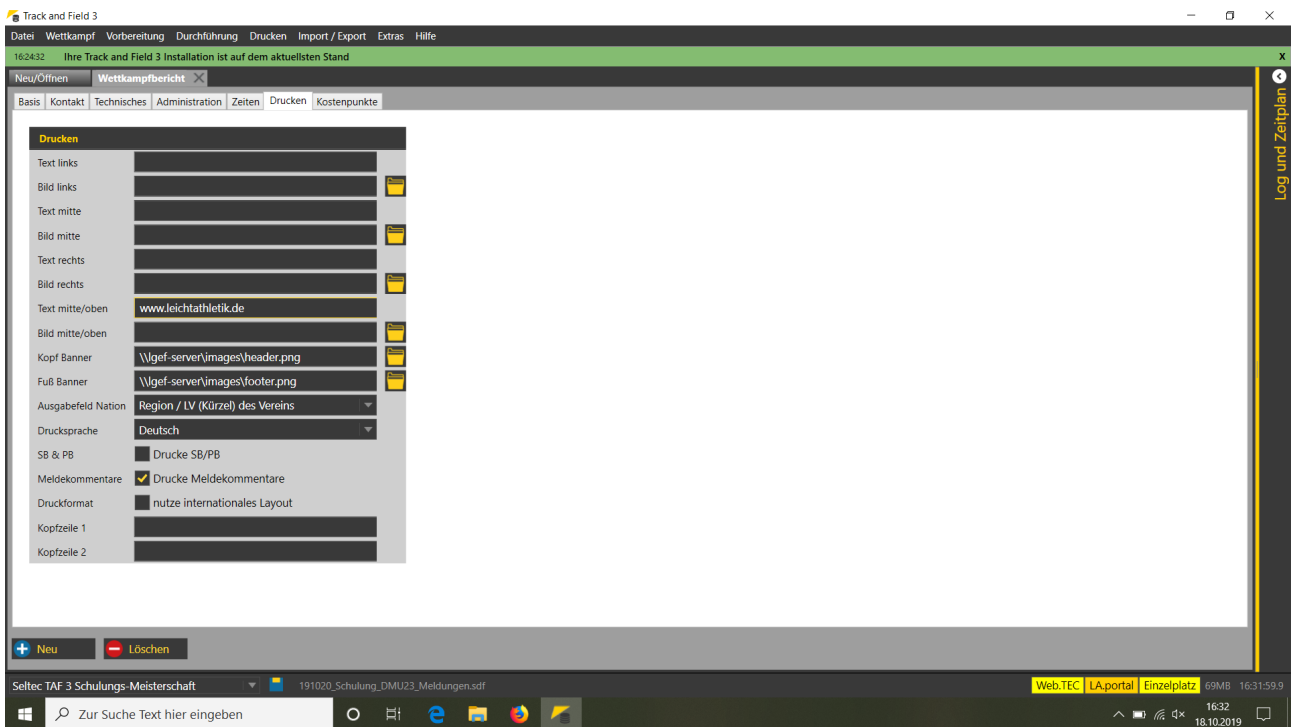 Track and Field 3
Datei Wettkampf Vorbereitung Durchführung Drucken Import / Export Extras Hilfe
16:24:32 Ihre Track and Field 3 Installation ist auf dem aktuellsten Stand X
Neu/Öffnen Wettkampfbericht
Basis Kontakt Technisches Administration Zeiten Drucken Kostenpunkte
Log und Zeitplan
Drucken
Text links
Bild links
Text mitte
Bild mitte
Text rechts
Bild rechts
Text mitte/oben www.leichtathletik.de
Bild mitte/oben
Kopf Banner \\lgef-server\images\header.png
Fuß Banner \\lgef-server\images\footer.png
Ausgabefeld Nation Region / LV (Kürzel) des Vereins
Drucksprache Deutsch
SB & PB Drucke SB/PB
Meldekommentare Drucke Meldekommentare
Druckformat nutze internationales Layout
Kopfzeile 1
Kopfzeile 2
Neu Löschen
Seltec TAF 3 Schulungs-Meisterschaft 191020_Schulung_DMU23_Meldungen.sdf Web.TEC LA.portal Einzelplatz 69MB 16:31:59.9
Zur Suche Text hier eingeben 16:32
18.10.2019